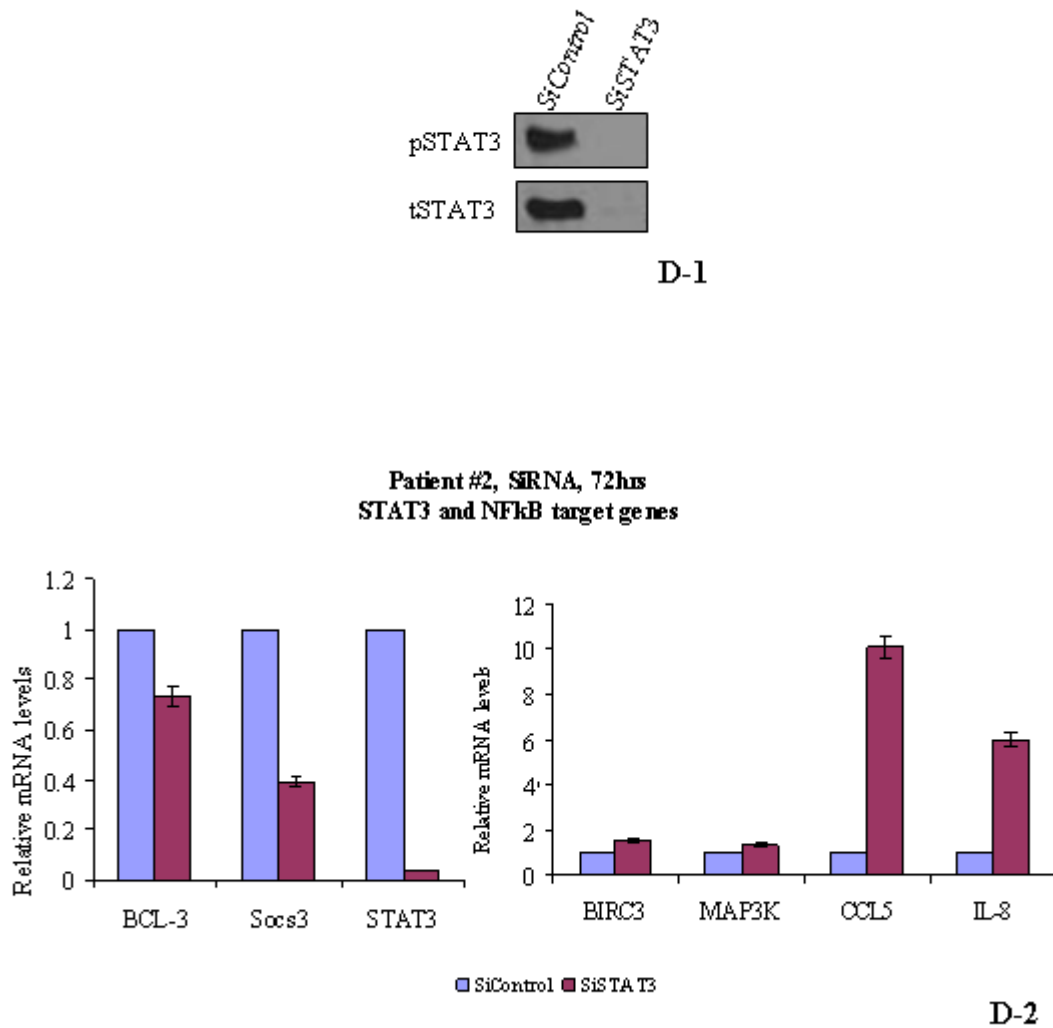 SiControl SiSTAT3
pSTAT3
tSTAT3
D-1
Patient #2, SiRNA, 72hrs
STAT3 and NFkB target genes
Relative mRNA levels
1.2
1
0.8
0.6
0.4
0.2
0
BCL-3 Socs3 STAT3
Relative mRNA levels
12
10
8
6
4
2
0
BIRC3 MAP3K CCL5 IL-8
SiControl SiSTAT3
D-2